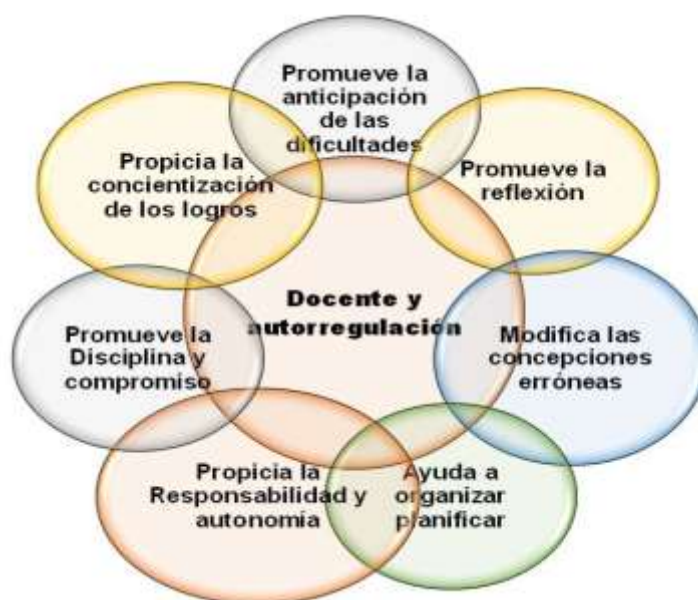 Promueve la
anticipación
de las
dificultades
Promueve la
reflexión
Modifica las
concepciones
erróneas
Ayuda a
organizar
planificar
Propicia la
Responsabilidad y
autonomía
Promueve la
Disciplina y
compromiso
Propicia la
concientización
de los logros
Docente y
autorregulación